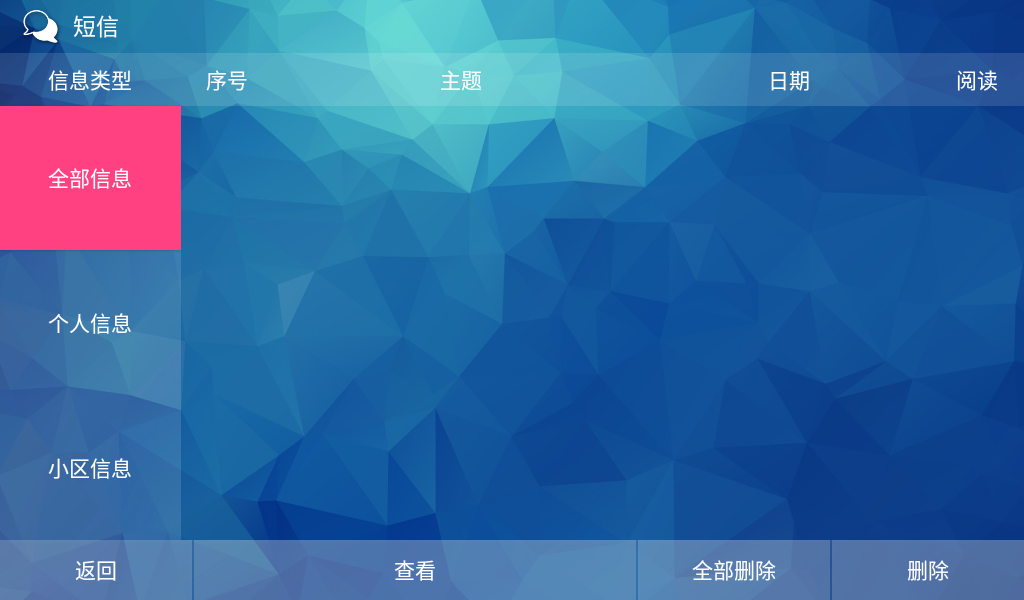 短信
信息类型 序号 主题 日期 阅读
全部信息
个人信息
小区信息
返回 查看 全部删除 删除